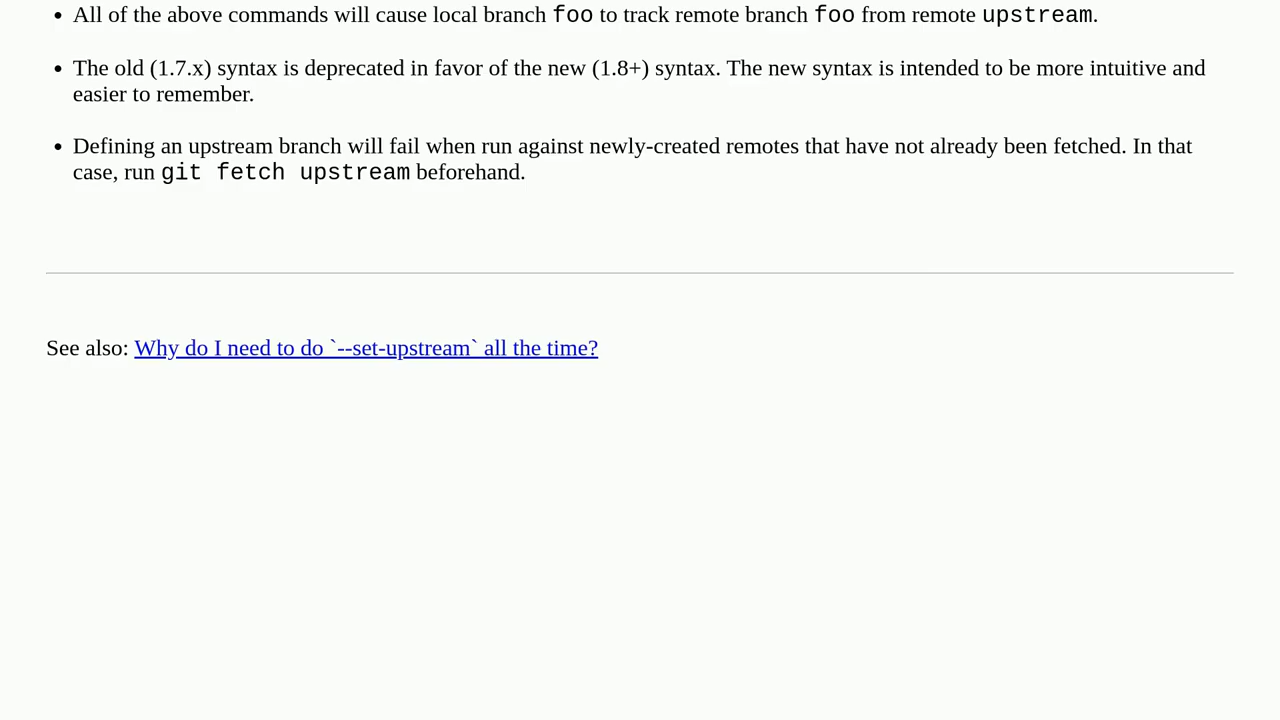 All of the above commands will cause local branch foo to track remote branch foo from remote upstream.
The old (1.7.x) syntax is deprecated in favor of the new (1.8+) syntax. The new syntax is intended to be more intuitive and
easier to remember.
Defining an upstream branch will fail when run against newly-created remotes that have not already been fetched. In that
case, run git fetch upstream beforehand.
See also: Why do I need to do `--set-upstream` all the time?